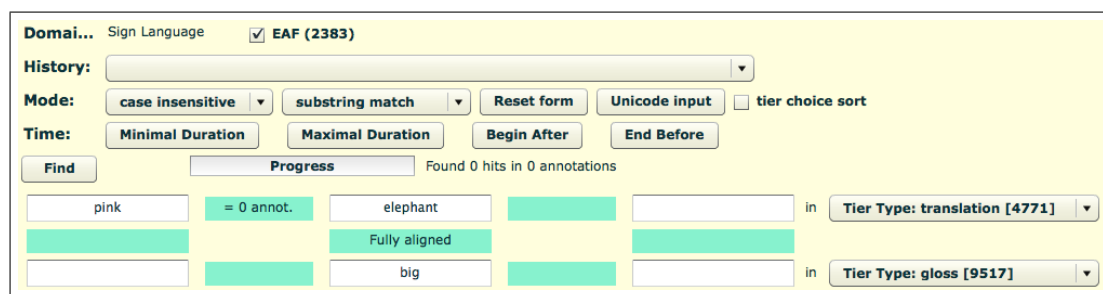 Domai... Sign Language EAF (2383)
History:
Mode: case insensitive substring match Reset form Unicode input tier choice sort
Time: Minimal Duration Maximal Duration Begin After End Before
Find Progress Found 0 hits in 0 annotations
pink = 0 annot. elephant in Tier Type: translation [4771]
Fully aligned
big in Tier Type: gloss [9517]